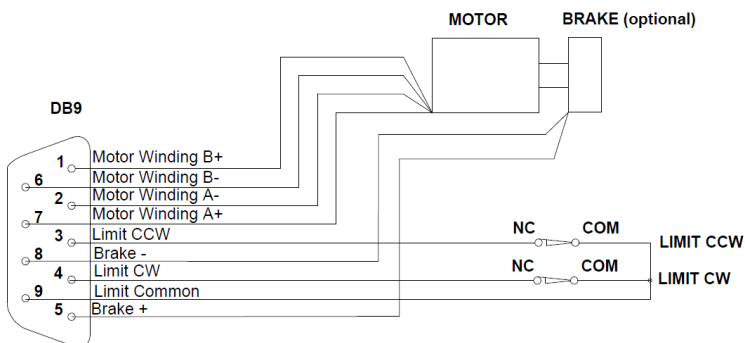 MOTOR
BRAKE (optional)
DB9
1 Motor Winding B+
6 Motor Winding B-
2 Motor Winding A-
7 Motor Winding A+
3 Limit CCW
NC COM
LIMIT CCW
8 Brake -
4 Limit CW
NC COM
LIMIT CW
9 Limit Common
5 Brake +